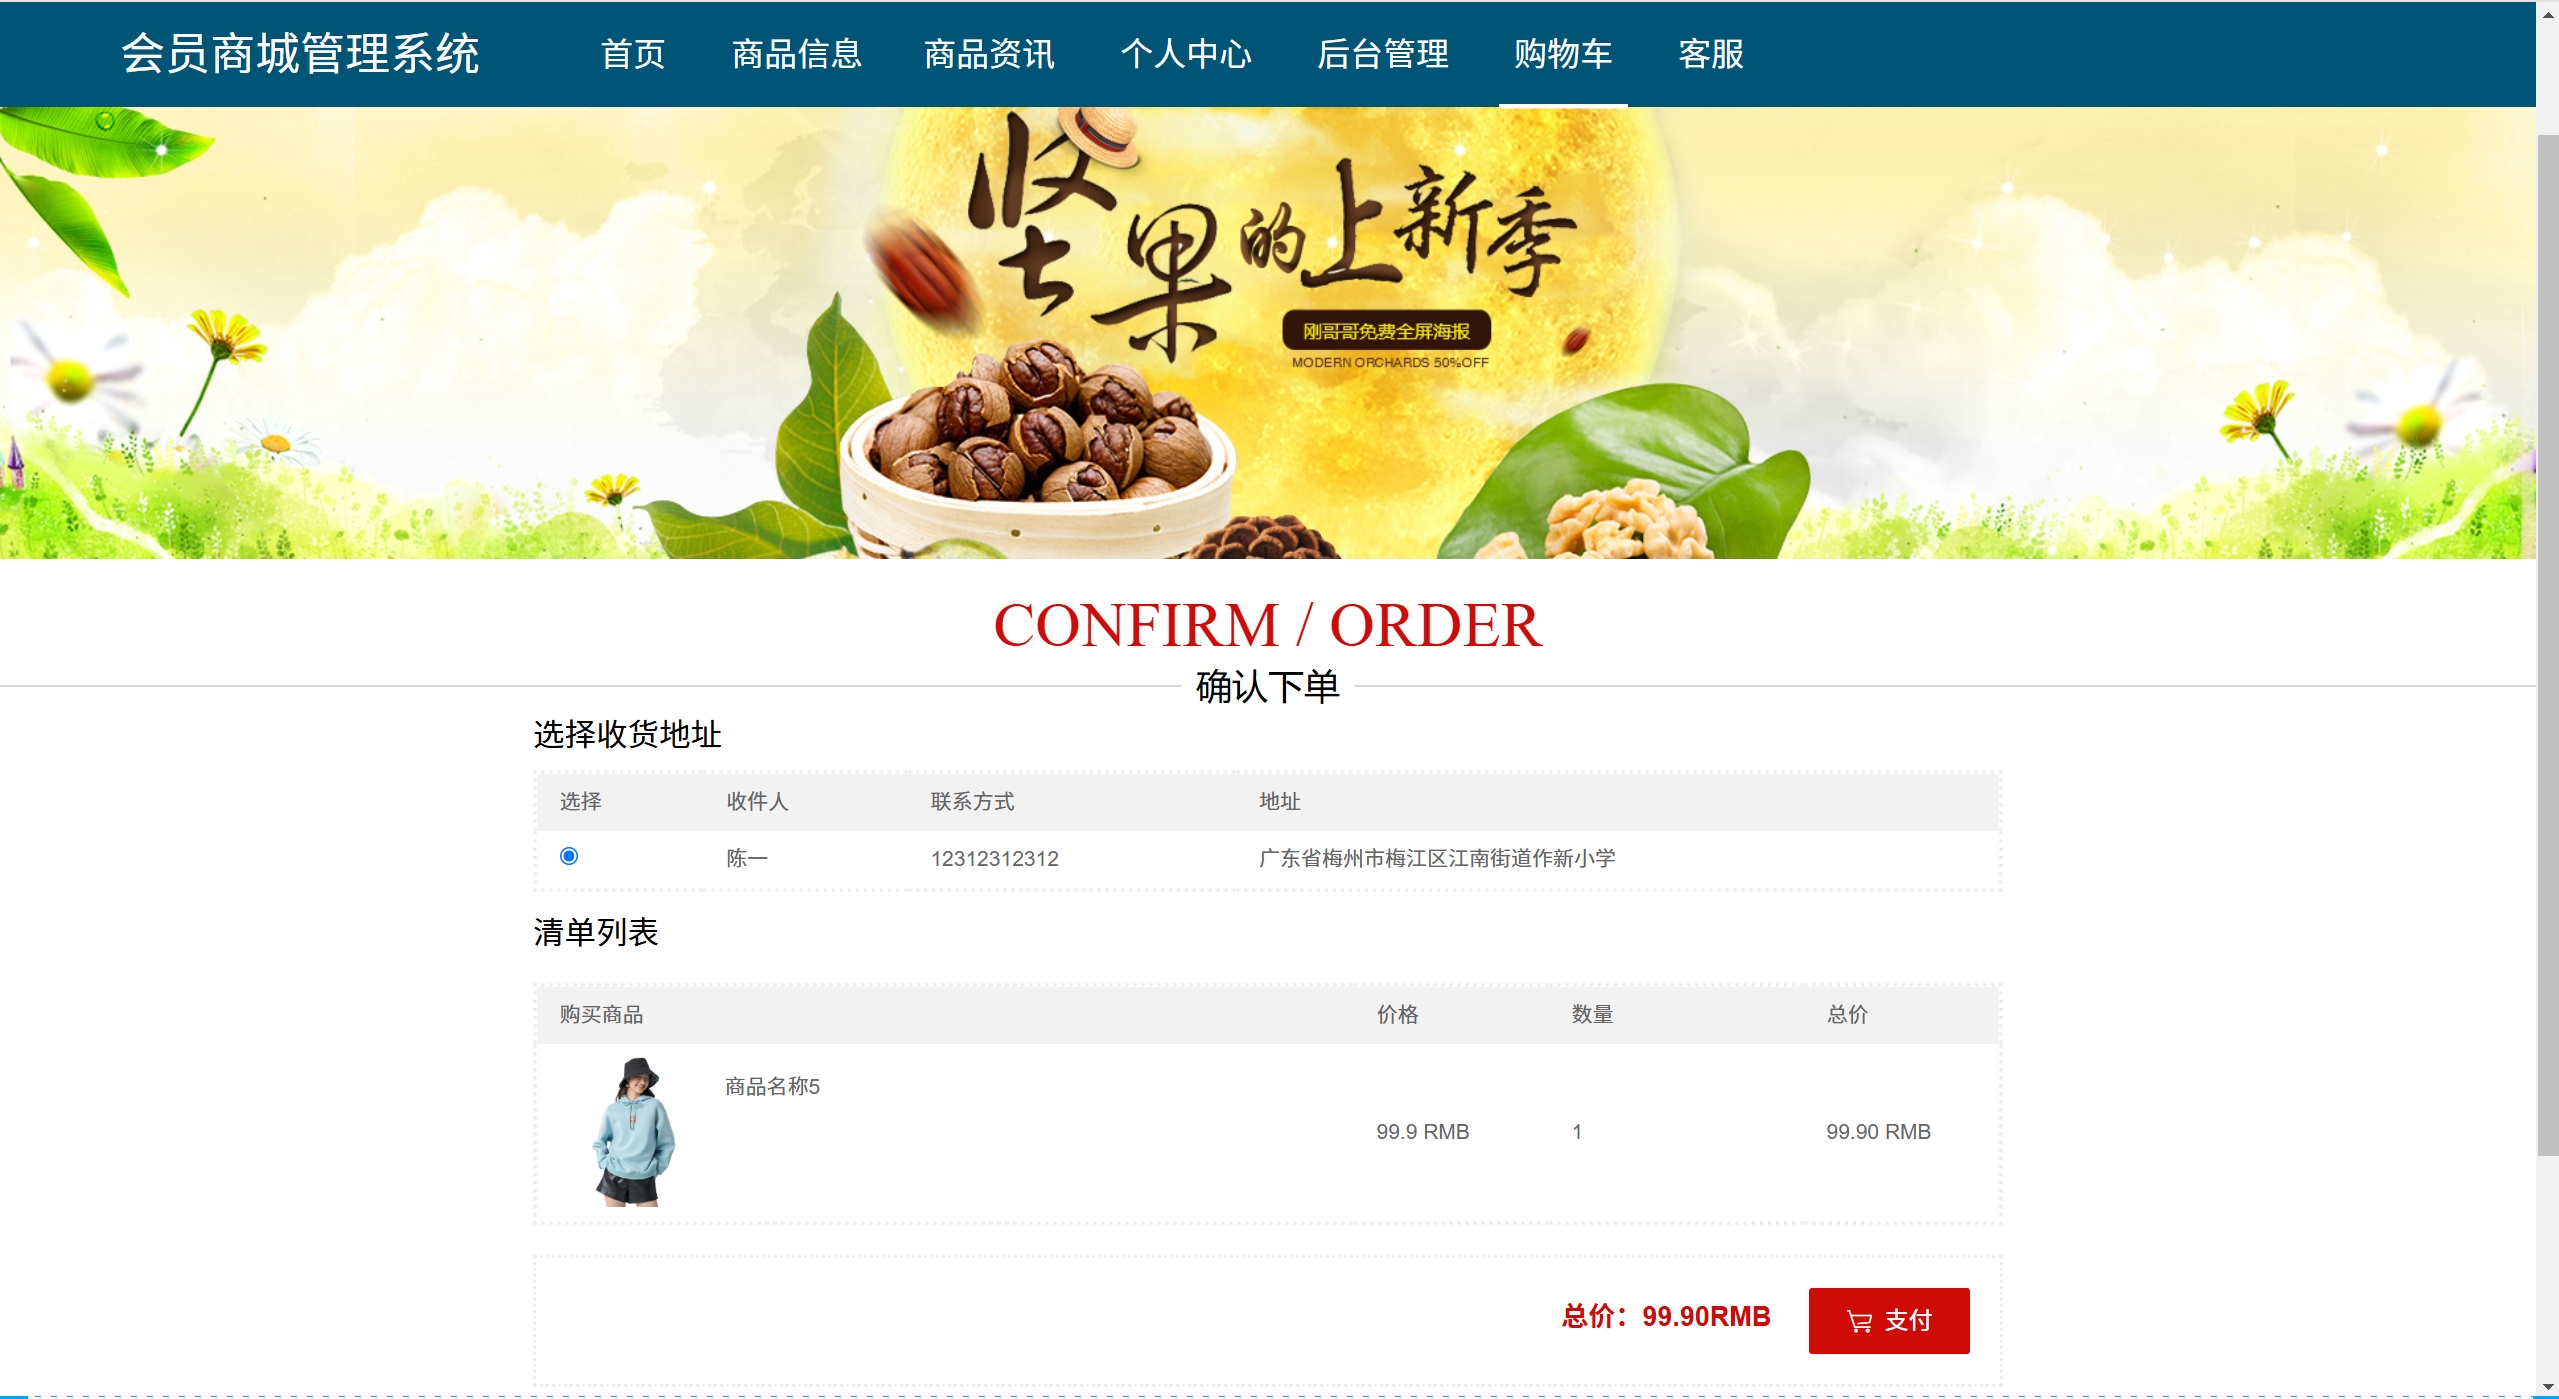 会员商城管理系统 首页 商品信息 商品资讯 个人中心 后台管理 购物车 客服
坚果的上新季
刚哥哥免费全屏海报
MODERN ORCHARDS 50%OFF
CONFIRM / ORDER
确认下单
选择收货地址
选择 收件人 联系方式 地址
陈一 12312312312 广东省梅州市梅江区江南街道作新小学
清单列表
购买商品 价格 数量 总价
商品名称5
99.9 RMB 1 99.90 RMB
总价：99.90RMB 支付